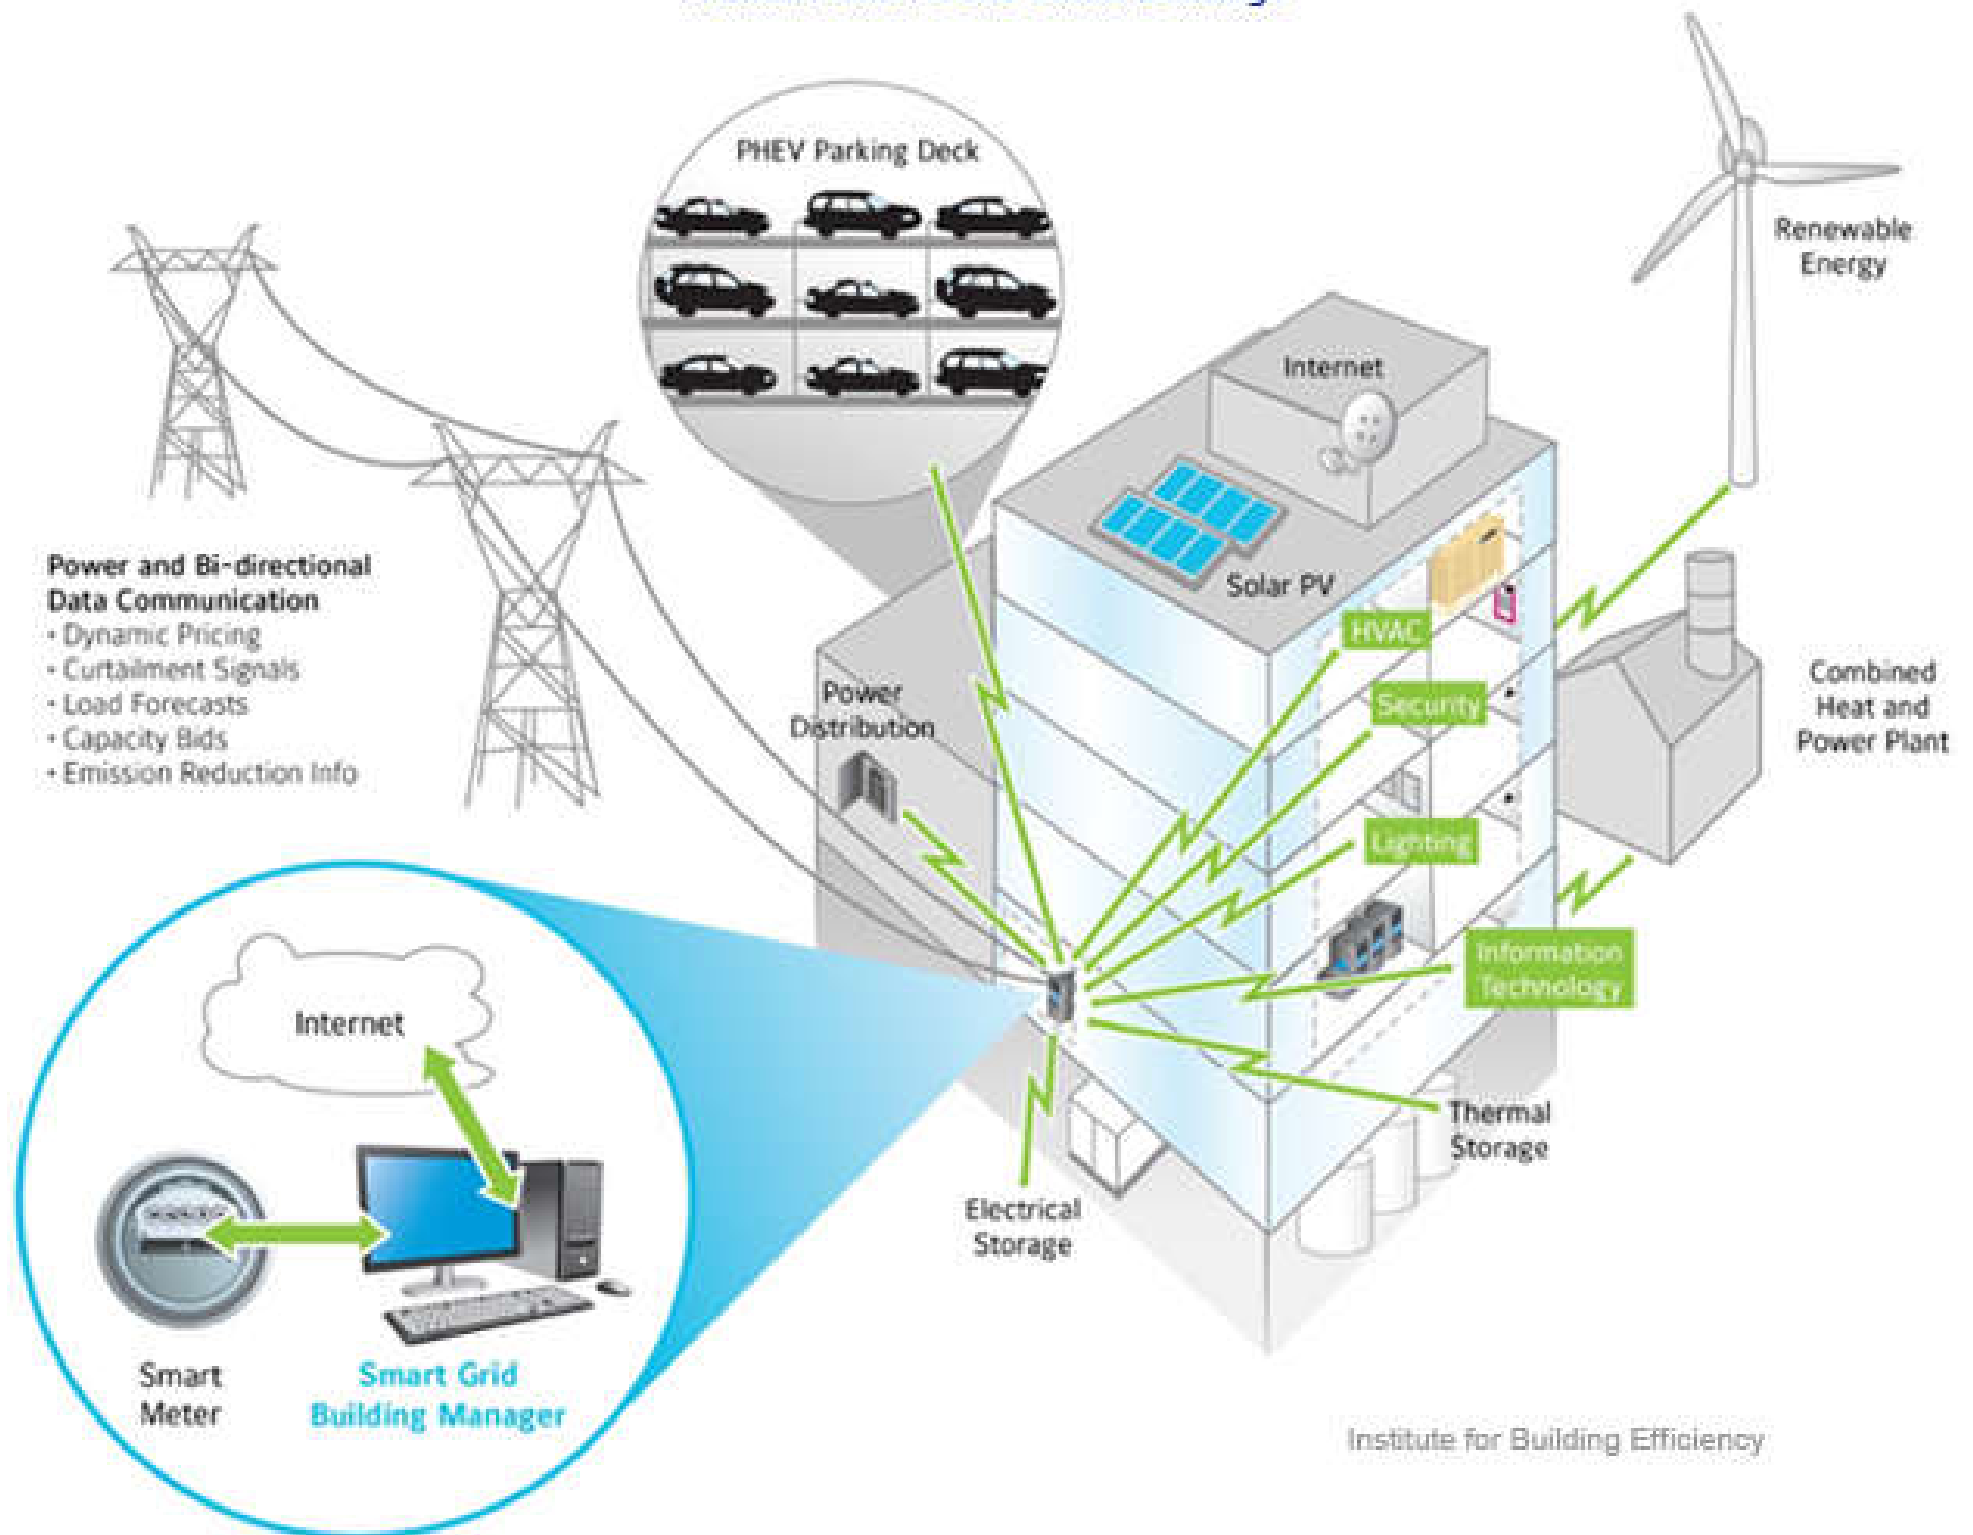 PHEV Parking Deck
Renewable
Energy
Internet
Solar PV
HVAC
Security
Lighting
Information
Technology
Power and Bi-directional
Data Communication
• Dynamic Pricing
• Curtailment Signals
• Load Forecasts
• Capacity Bids
• Emission Reduction Info
Power
Distribution
Combined
Heat and
Power Plant
Internet
Thermal
Storage
Electrical
Storage
Smart
Meter
Smart Grid
Building Manager
Institute for Building Efficiency